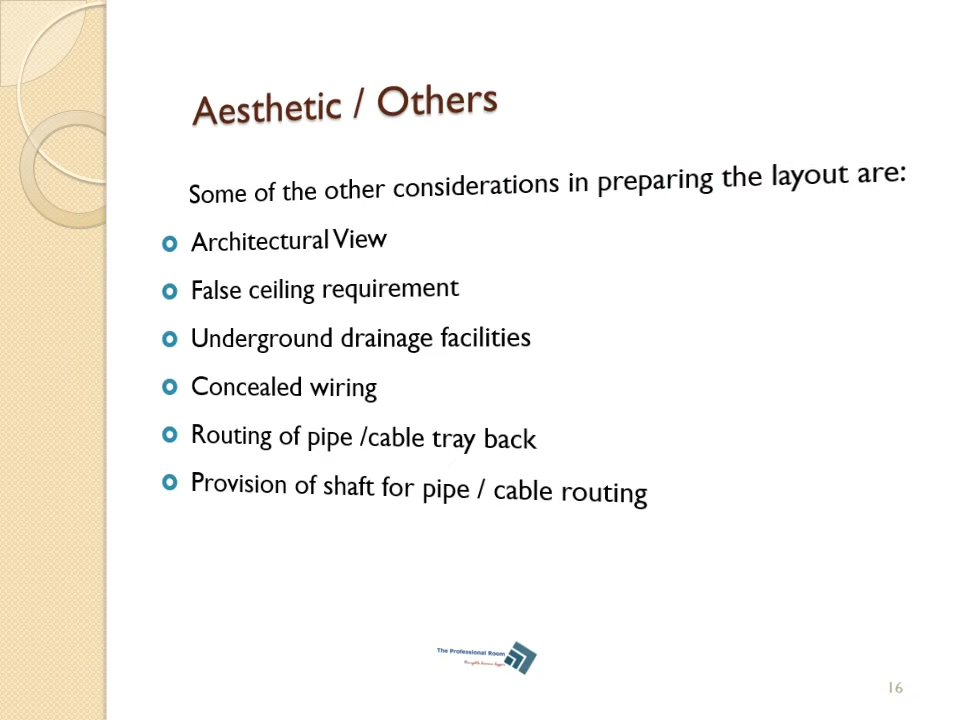 Aesthetic / Others
Some of the other considerations in preparing the layout are:
Architectural View
False ceiling requirement
Underground drainage facilities
Concealed wiring
Routing of pipe /cable tray back
Provision of shaft for pipe / cable routing
The Professional Room
16